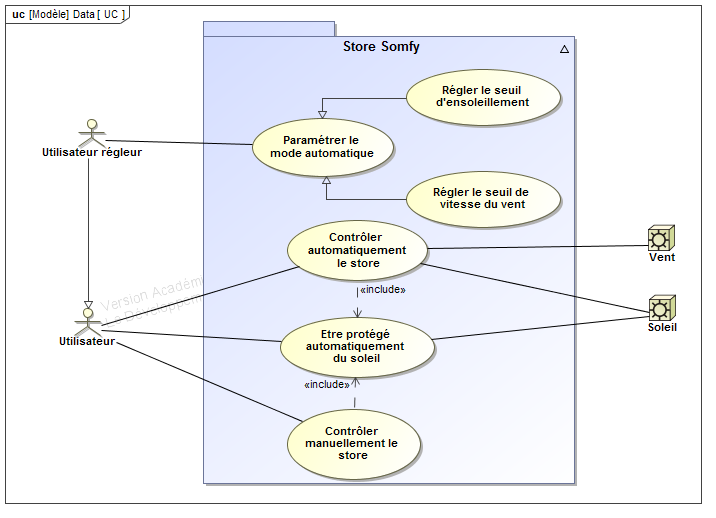 uc [Modèle] Data [ UC ]
Store Somfy
Régler le seuil
d'ensoleillement
Paramétrer le
mode automatique
Utilisateur régleur
Régler le seuil de
vitesse du vent
Contrôler
automatiquement
le store
Vent
Version Académ
«include»
Soleil
Utilisateur
Etre protégé
automatiquement
du soleil
«include»
Contrôler
manuellement le
store